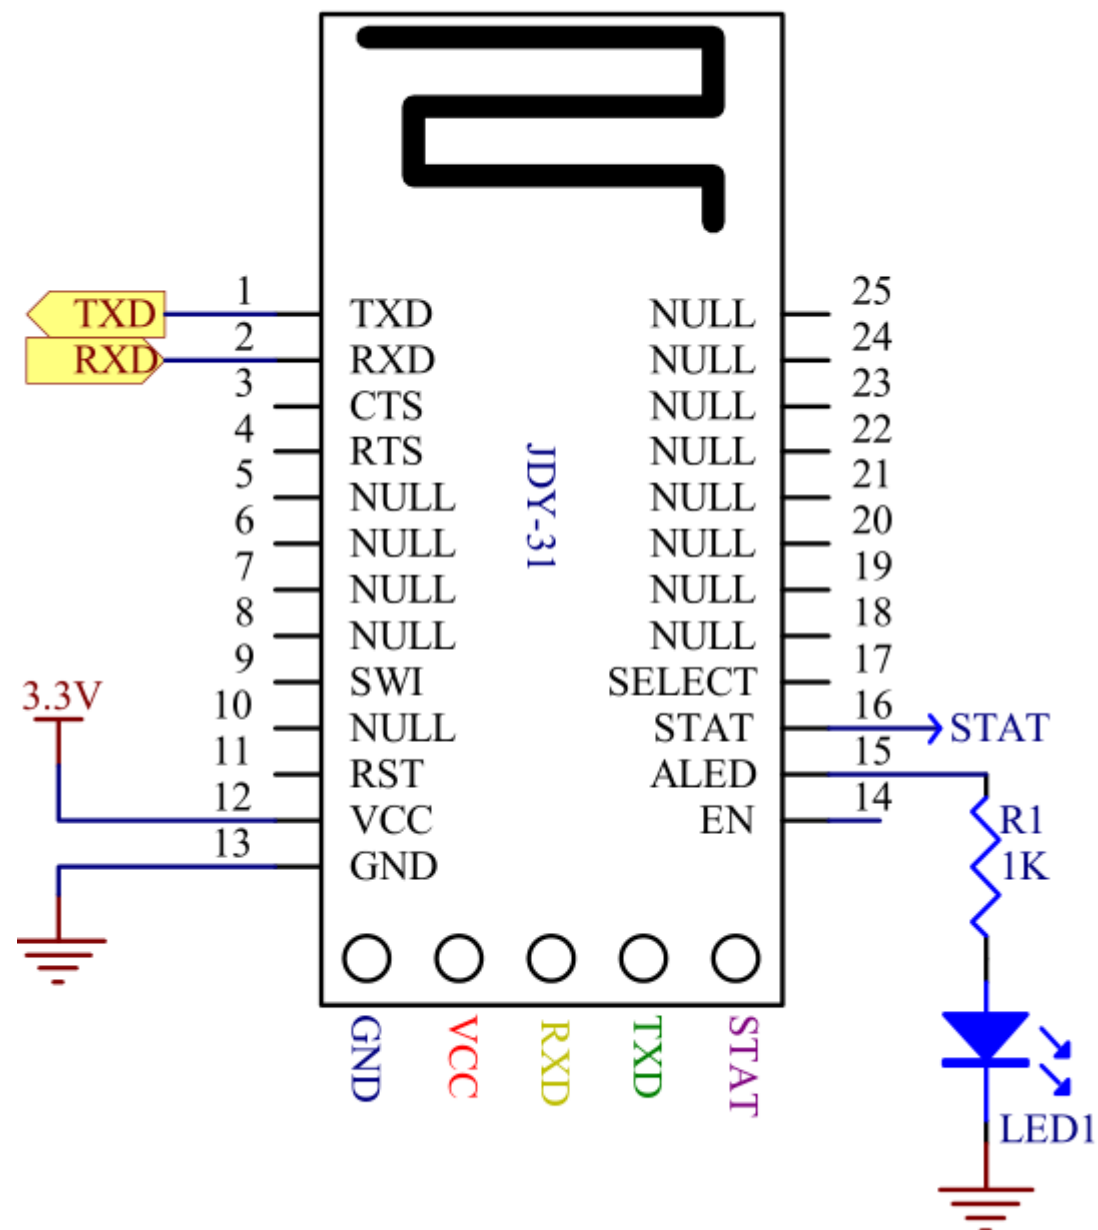 TXD 1 TXD NULL 25
RXD 2 RXD NULL 24
3 CTS NULL 23
4 RTS NULL 22
5 NULL NULL 21
6 NULL NULL 20
7 NULL NULL 19
8 NULL NULL 18
9 SWI SELECT 17
3.3V 10 NULL STAT 16 STAT
11 RST ALED 15
12 VCC EN 14
13 GND
JDY-31
R1
1K
LED1
GND VCC RXD TXD STAT